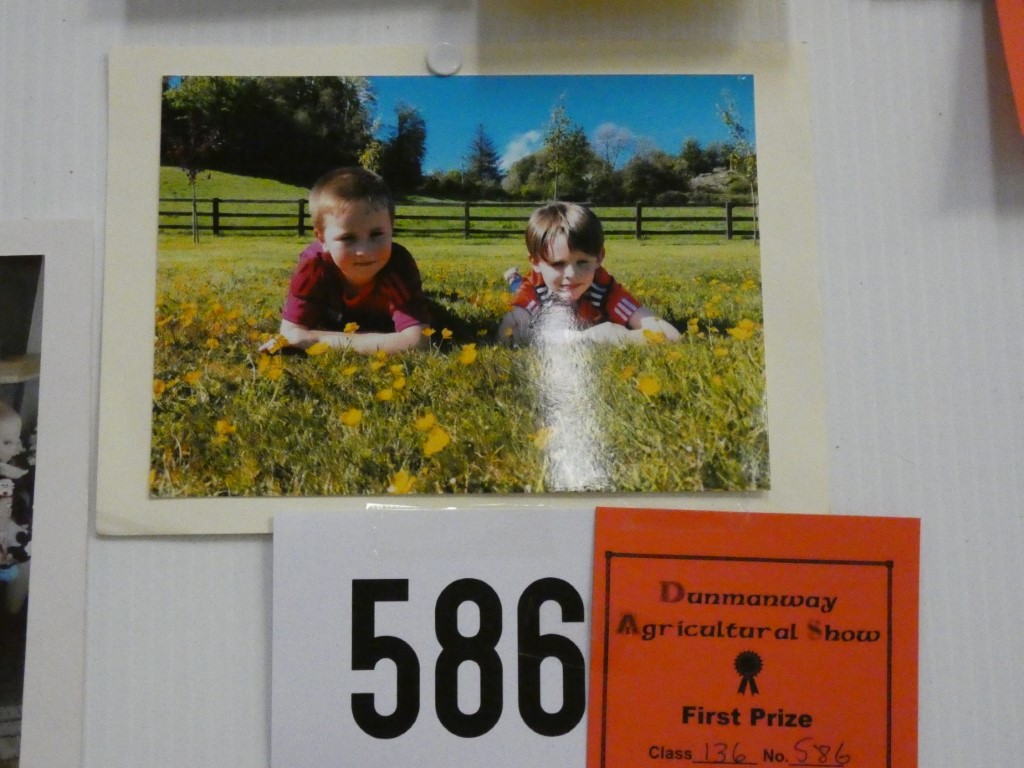 586
Dunmanway
Agricultural Show
First Prize
Class 136 No. 586